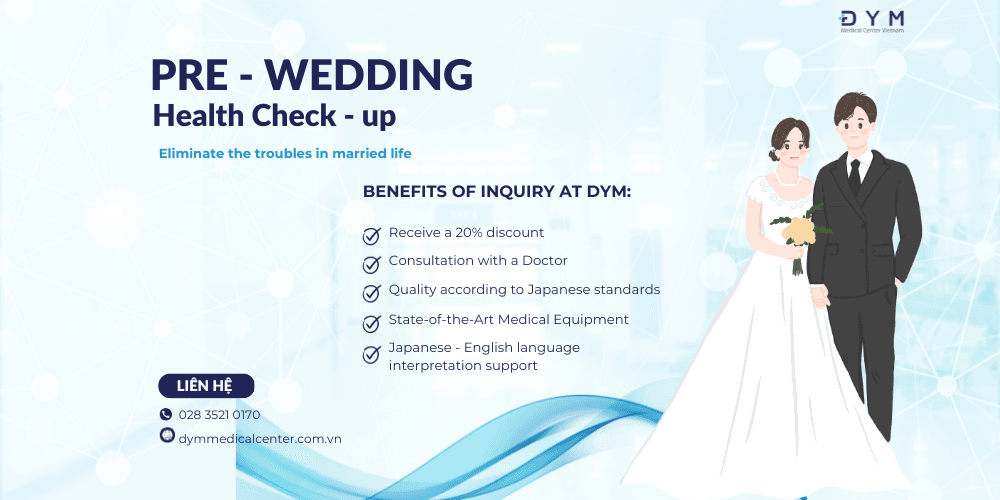 DYM
Medical Center Vietnam
PRE - WEDDING
Health Check - up
Eliminate the troubles in married life
BENEFITS OF INQUIRY AT DYM:
Receive a 20% discount
Consultation with a Doctor
Quality according to Japanese standards
State-of-the-Art Medical Equipment
Japanese - English language
interpretation support
LIÊN HỆ
028 3521 0170
dymmedicalcenter.com.vn